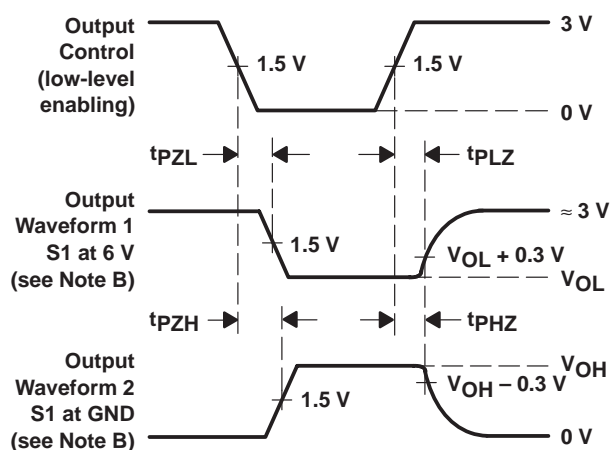 Output
Control
(low-level
enabling)
3 V
1.5 V
1.5 V
0 V
tPZL
tPLZ
Output
Waveform 1
S1 at 6 V
(see Note B)
≈ 3 V
1.5 V
VOL + 0.3 V
VOL
tPZH
tPHZ
Output
Waveform 2
S1 at GND
(see Note B)
VOH
VOH – 0.3 V
1.5 V
0 V